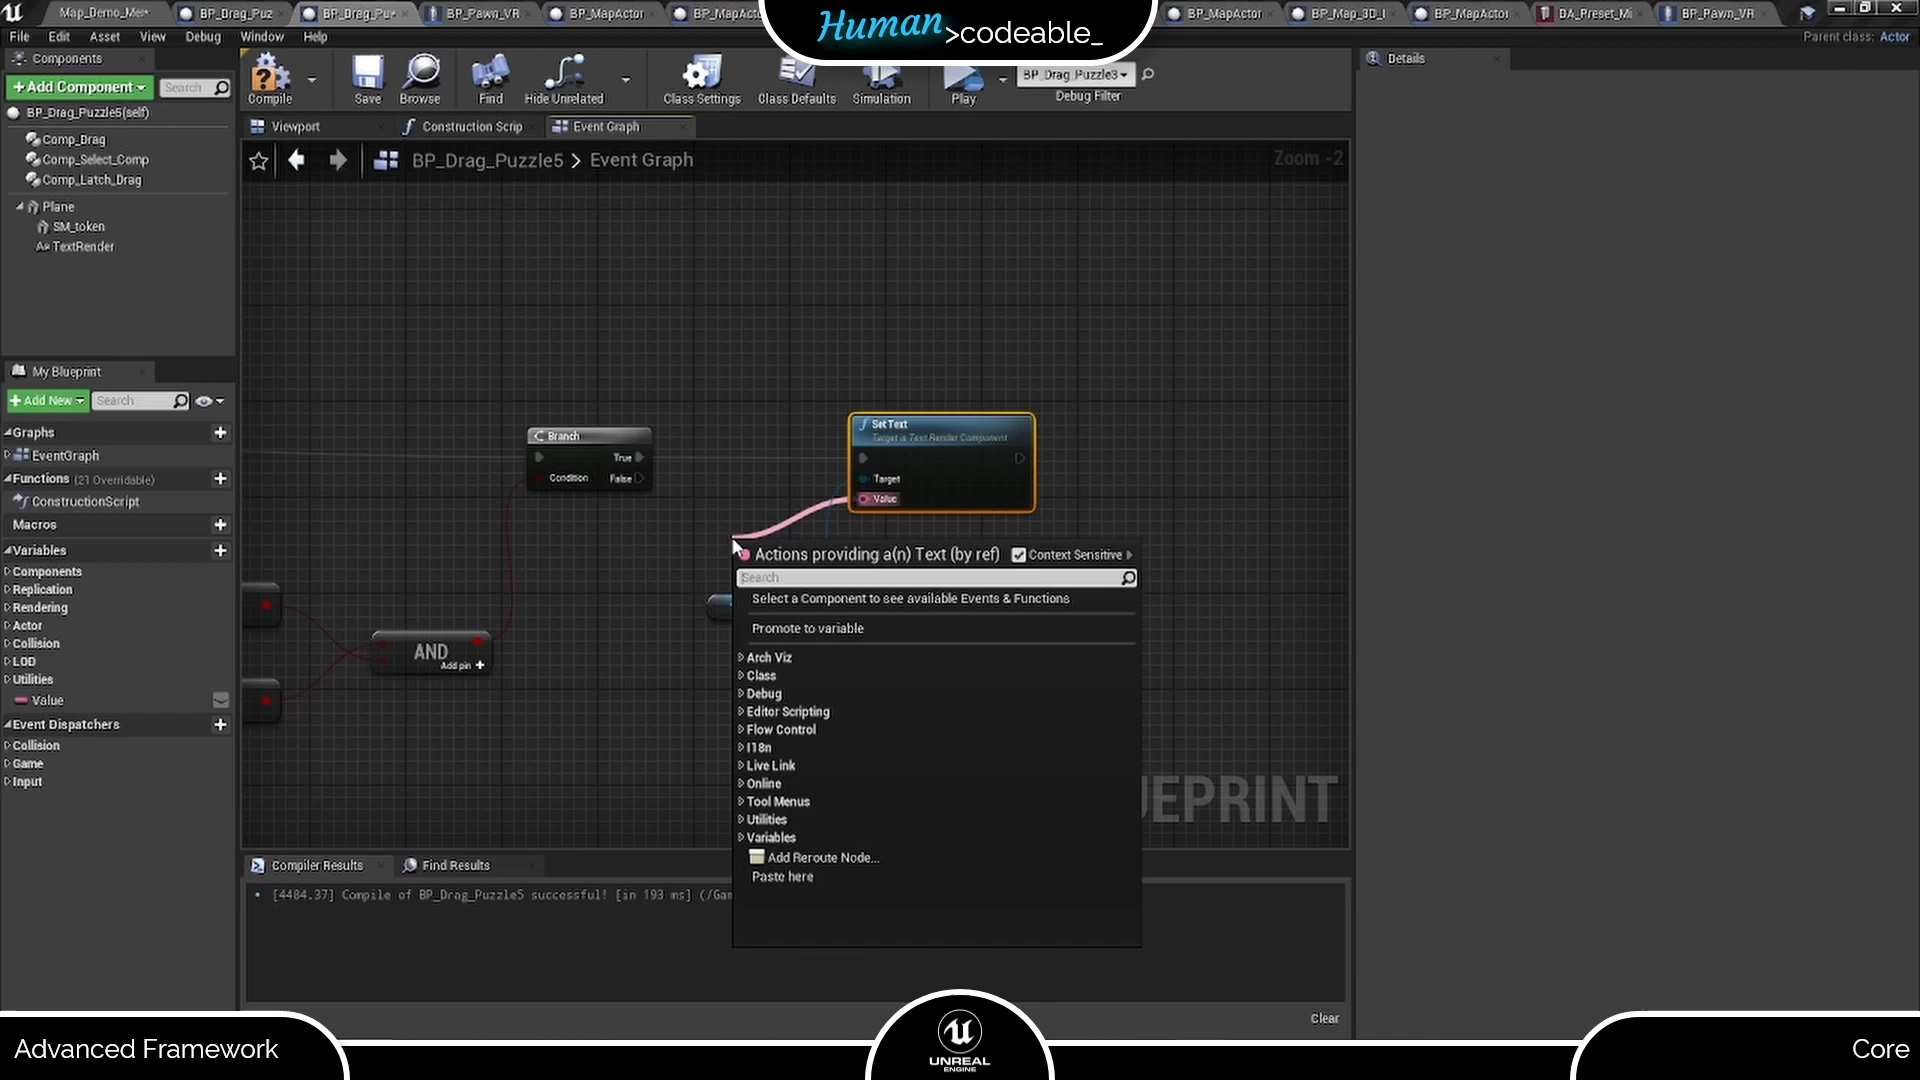 Map_Demo_Mer*
BP_Drag_Puz
BP_Drag_Pu*
BP_Pawn_VR
BP_MapActor
BP_MapActo
BP_MapActor
BP_Map_3D_I
BP_MapActor
DA_Preset_Mi
BP_Pawn_VR
Human >codeable_
File Edit Asset View Debug Window Help
Parent class: Actor
Components
+Add Component
Search
BP_Drag_Puzzle5(self)
Comp_Drag
Comp_Select_Comp
Comp_Latch_Drag
Plane
SM_token
TextRender
Compile
Save
Browse
Find
Hide Unrelated
Class Settings
Class Defaults
Simulation
Play
BP_Drag_Puzzle3
Debug Filter
Details
Viewport
Construction Scrip
Event Graph
BP_Drag_Puzzle5 > Event Graph
Zoom -2
My Blueprint
+Add New
Search
Graphs
EventGraph
Functions (21 Overridable)
ConstructionScript
Macros
Variables
Components
Replication
Rendering
Actor
Collision
LOD
Utilities
Value
Event Dispatchers
Collision
Game
Input
Branch
True
Condition
False
AND
Add pin +
Set Text
Target is Text Render Component
Target
Value
Actions providing a(n) Text (by ref)
Context Sensitive
Search
Select a Component to see available Events & Functions
Promote to variable
Arch Viz
Class
Debug
Editor Scripting
Flow Control
I18n
Live Link
Online
Tool Menus
Utilities
Variables
Add Reroute Node...
Paste here
UEPRINT
Compiler Results
Find Results
[4484.37] Compile of BP_Drag_Puzzle5 successful! [in 193 ms] (/Gam
Clear
Advanced Framework
UNREAL
ENGINE
Core